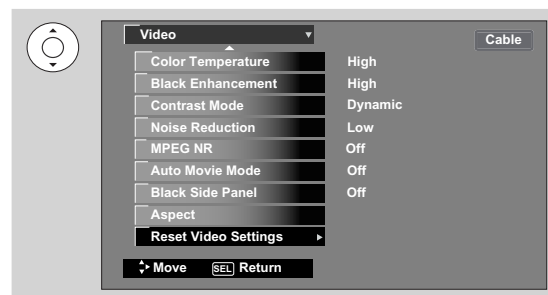 Video
Cable
Color Temperature High
Black Enhancement High
Contrast Mode Dynamic
Noise Reduction Low
MPEG NR Off
Auto Movie Mode Off
Black Side Panel Off
Aspect
Reset Video Settings
Move SEL Return